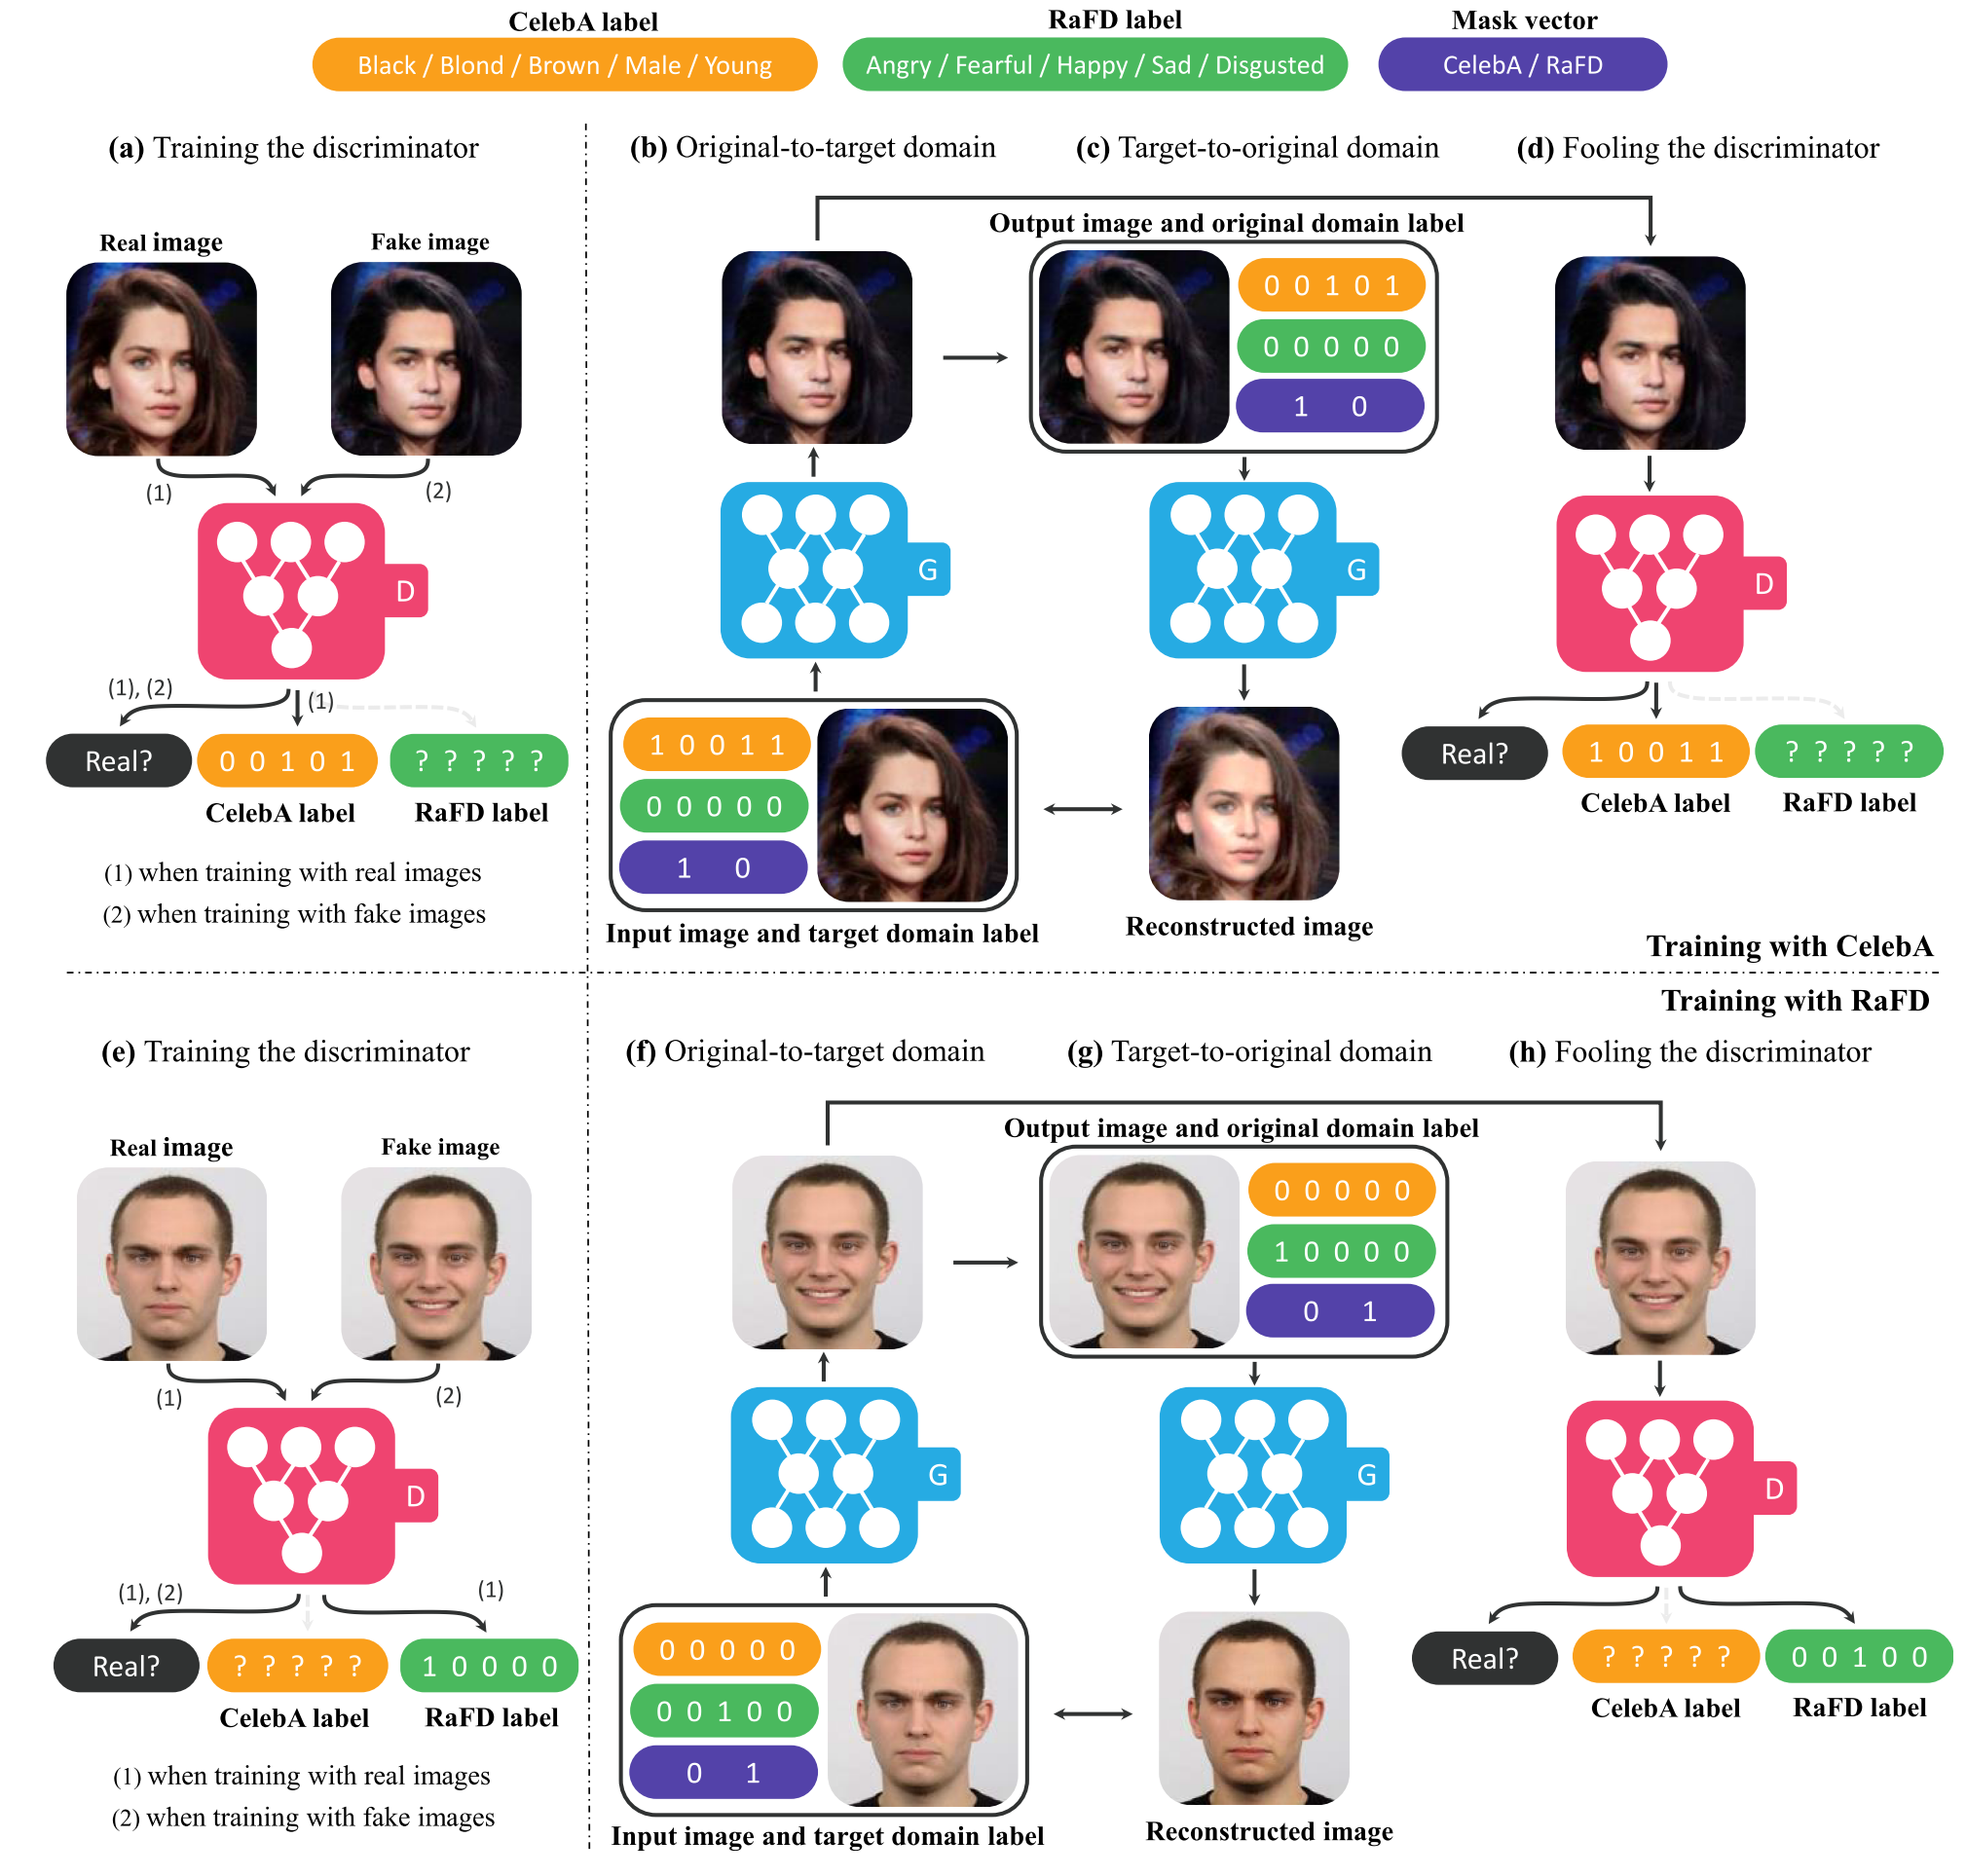 CelebA label
RaFD label
Mask vector
Black / Blond / Brown / Male / Young
Angry / Fearful / Happy / Sad / Disgusted
CelebA / RaFD
(a) Training the discriminator
(b) Original-to-target domain
(c) Target-to-original domain
(d) Fooling the discriminator
Real image
Fake image
(1)
(2)
D
(1), (2)
(1)
Real?
0 0 1 0 1
? ? ? ? ?
CelebA label
RaFD label
(1) when training with real images
(2) when training with fake images
Output image and original domain label
0 0 1 0 1
0 0 0 0 0
1 0
G
G
D
1 0 0 1 1
0 0 0 0 0
1 0
Input image and target domain label
Reconstructed image
Real?
1 0 0 1 1
? ? ? ? ?
CelebA label
RaFD label
Training with CelebA
Training with RaFD
(e) Training the discriminator
(f) Original-to-target domain
(g) Target-to-original domain
(h) Fooling the discriminator
Real image
Fake image
(1)
(2)
D
(1), (2)
(1)
Real?
? ? ? ? ?
1 0 0 0 0
CelebA label
RaFD label
(1) when training with real images
(2) when training with fake images
Output image and original domain label
0 0 0 0 0
1 0 0 0 0
0 1
G
G
D
0 0 0 0 0
0 0 1 0 0
0 1
Input image and target domain label
Reconstructed image
Real?
? ? ? ? ?
0 0 1 0 0
CelebA label
RaFD label